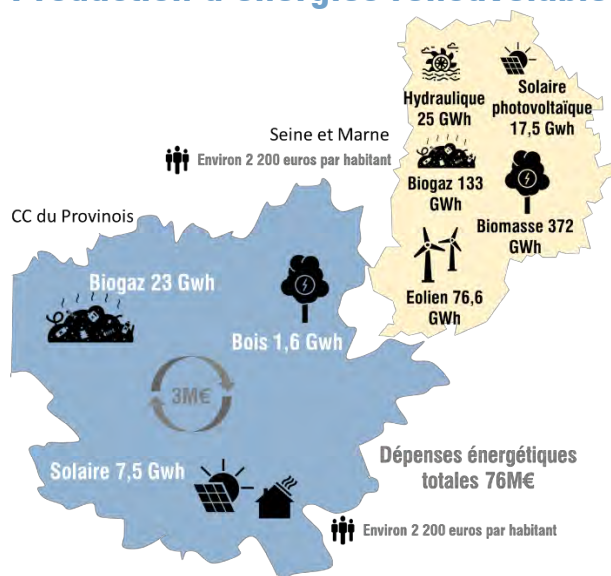 Hydraulique
25 GWh
Solaire
photovoltaïque
17,5 Gwh
Seine et Marne
Environ 2 200 euros par habitant
Biogaz 133
GWh
Biomasse 372
GWh
CC du Provinois
Eolien 76,6
GWh
Biogaz 23 Gwh
Bois 1,6 Gwh
3M€
Solaire 7,5 Gwh
Dépenses énergétiques
totales 76M€
Environ 2 200 euros par habitant